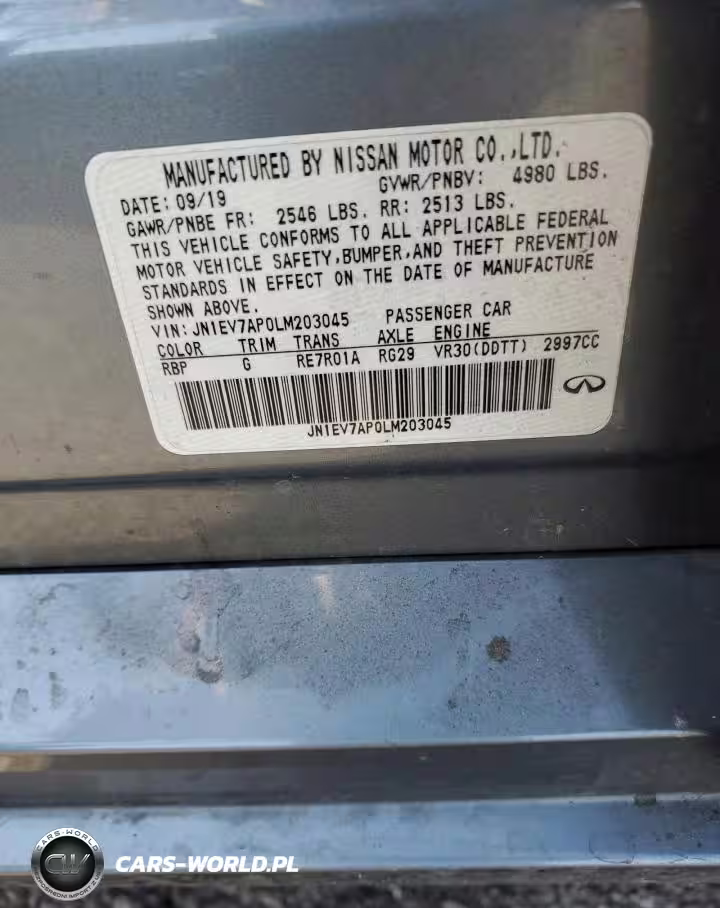 MANUFACTURED BY NISSAN MOTOR CO.,LTD.
DATE: 09/19 GVWR/PNBV: 4980 LBS.
GAWR/PNBE FR: 2546 LBS. RR: 2513 LBS.
THIS VEHICLE CONFORMS TO ALL APPLICABLE FEDERAL
MOTOR VEHICLE SAFETY,BUMPER,AND THEFT PREVENTION
STANDARDS IN EFFECT ON THE DATE OF MANUFACTURE
SHOWN ABOVE.
VIN: JN1EV7AP0LM203045 PASSENGER CAR
COLOR TRIM TRANS AXLE ENGINE
RBP G RE7R01A RG29 VR30(DDTT) 2997CC
JN1EV7AP0LM203045
CARS-WORLD
CW
CARS-WORLD.PL